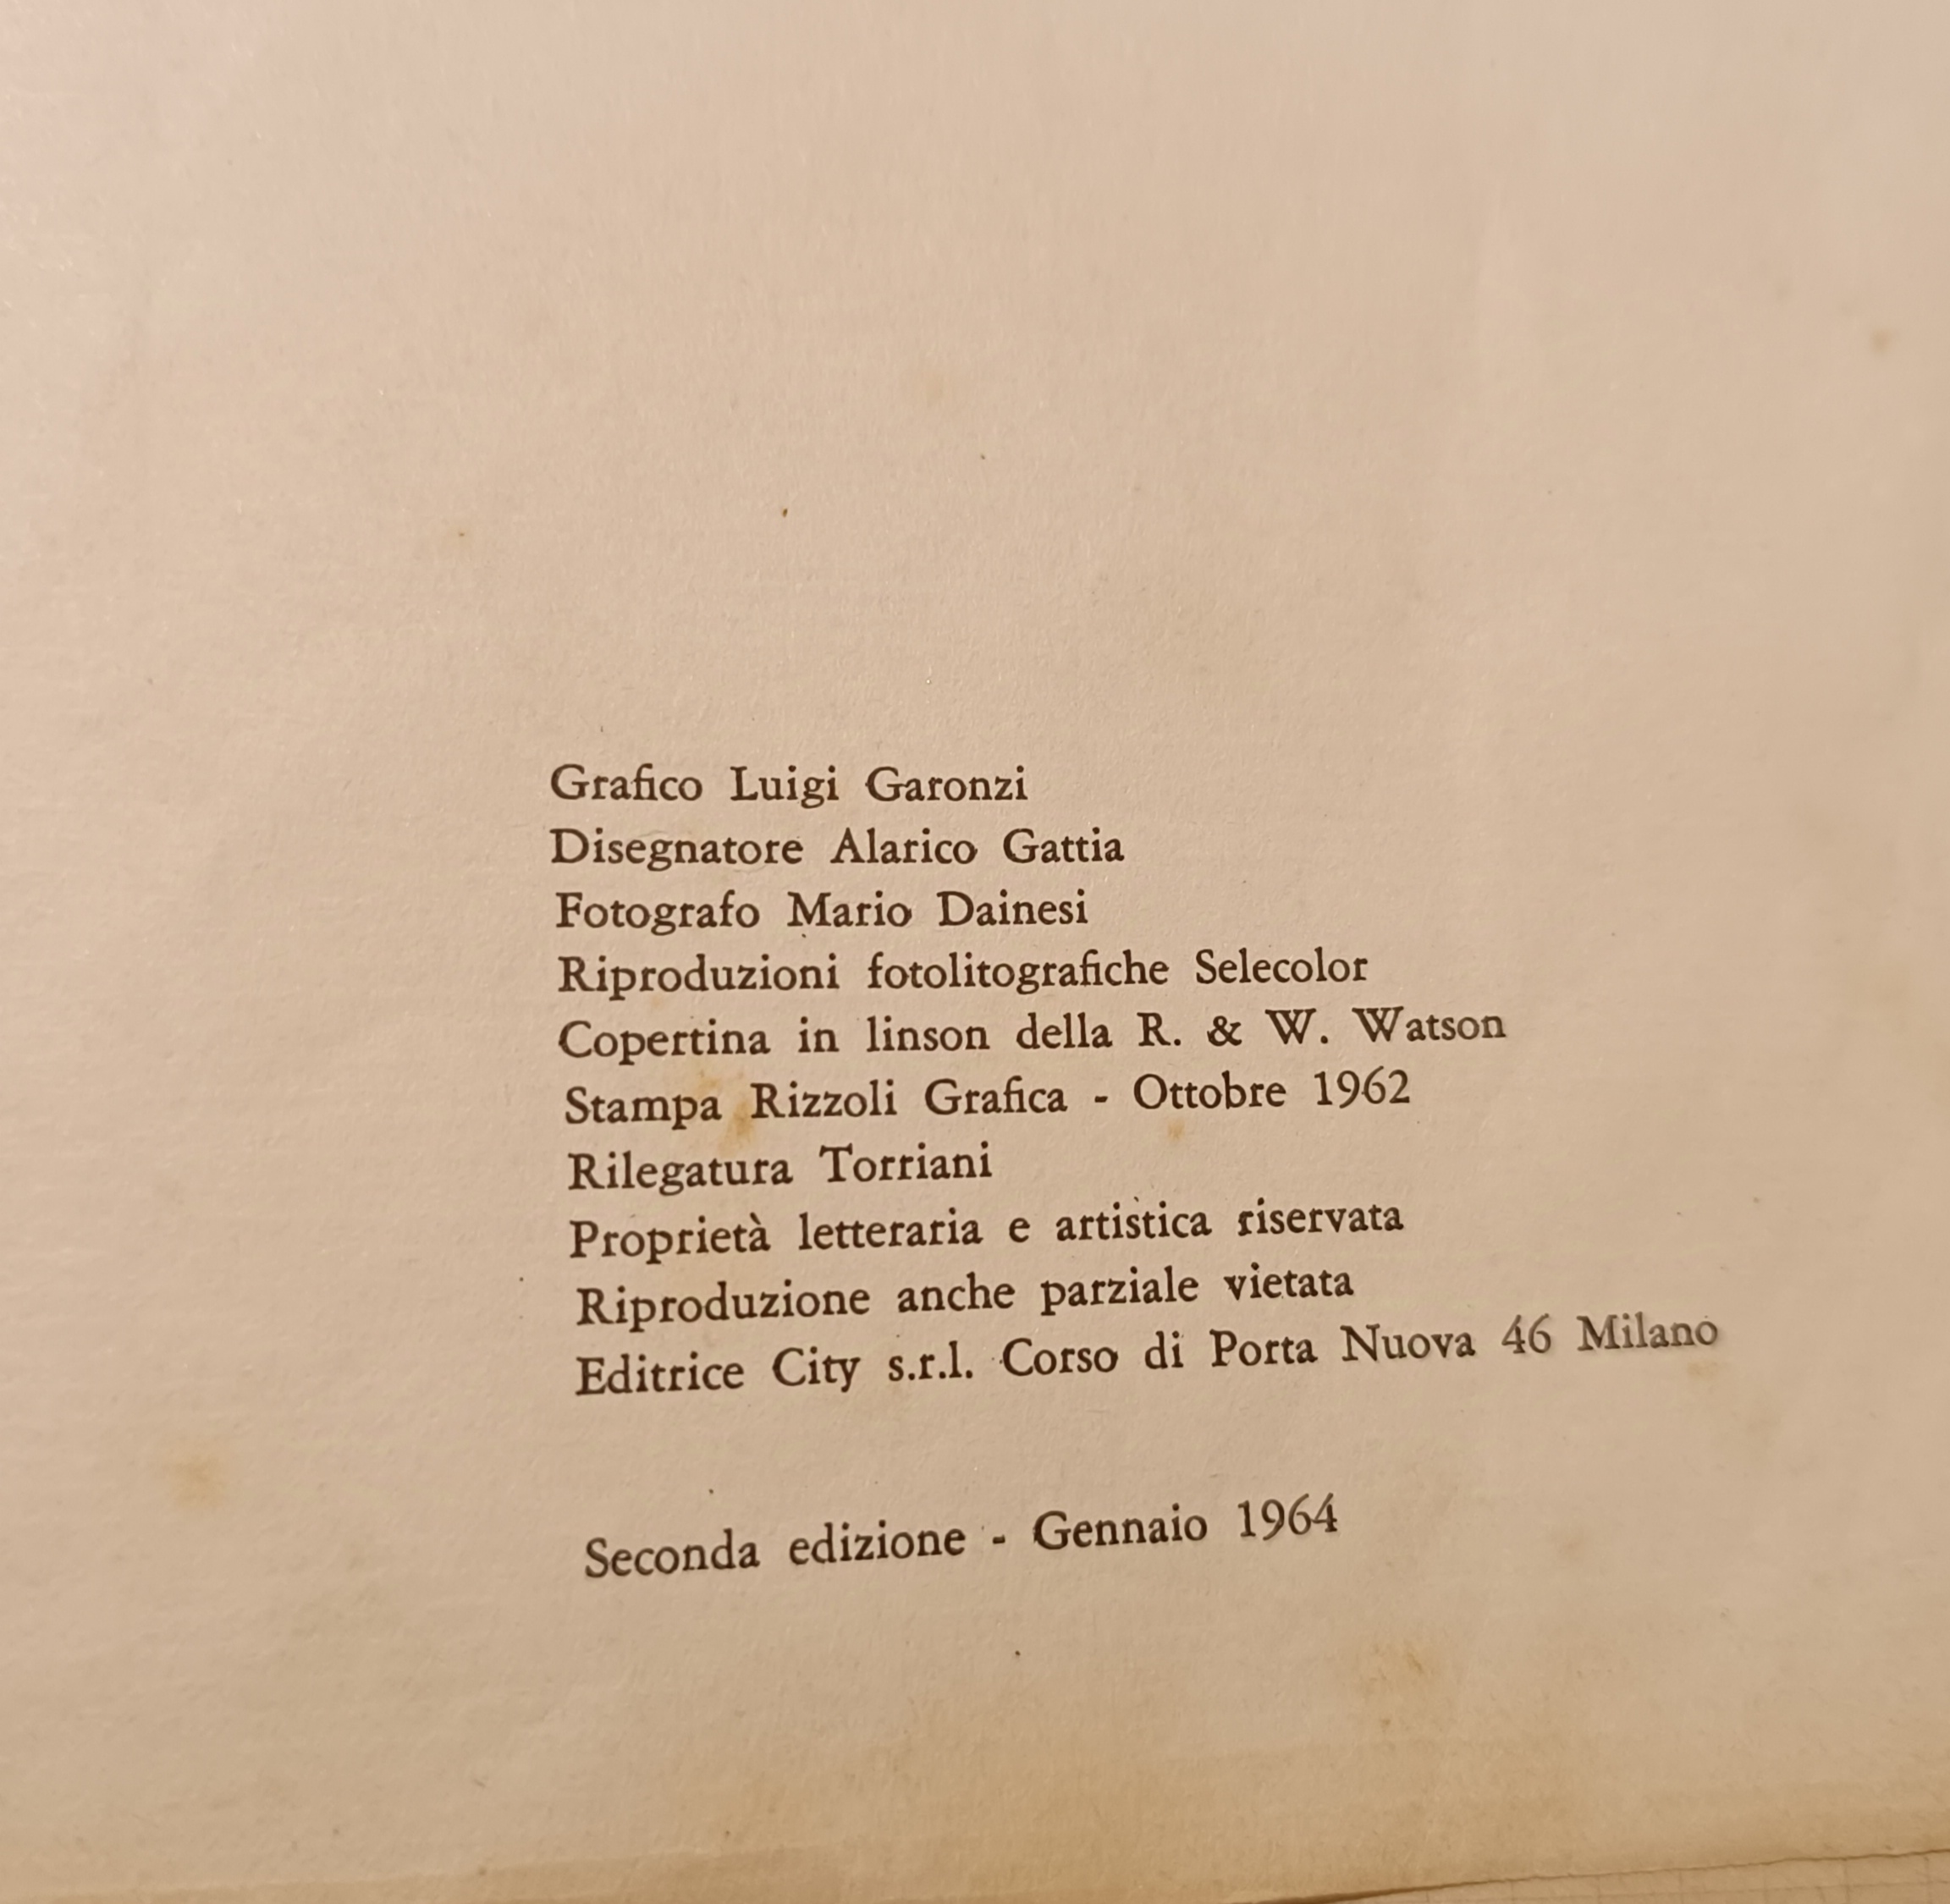 Grafico Luigi Garonzi
Disegnatore Alarico Gattia
Fotografo Mario Dainesi
Riproduzioni fotolitografiche Selecolor
Copertina in linson della R. & W. Watson
Stampa Rizzoli Grafica - Ottobre 1962
Rilegatura Torriani
Proprietà letteraria e artistica riservata
Riproduzione anche parziale vietata
Editrice City s.r.l. Corso di Porta Nuova 46 Milano
Seconda edizione - Gennaio 1964